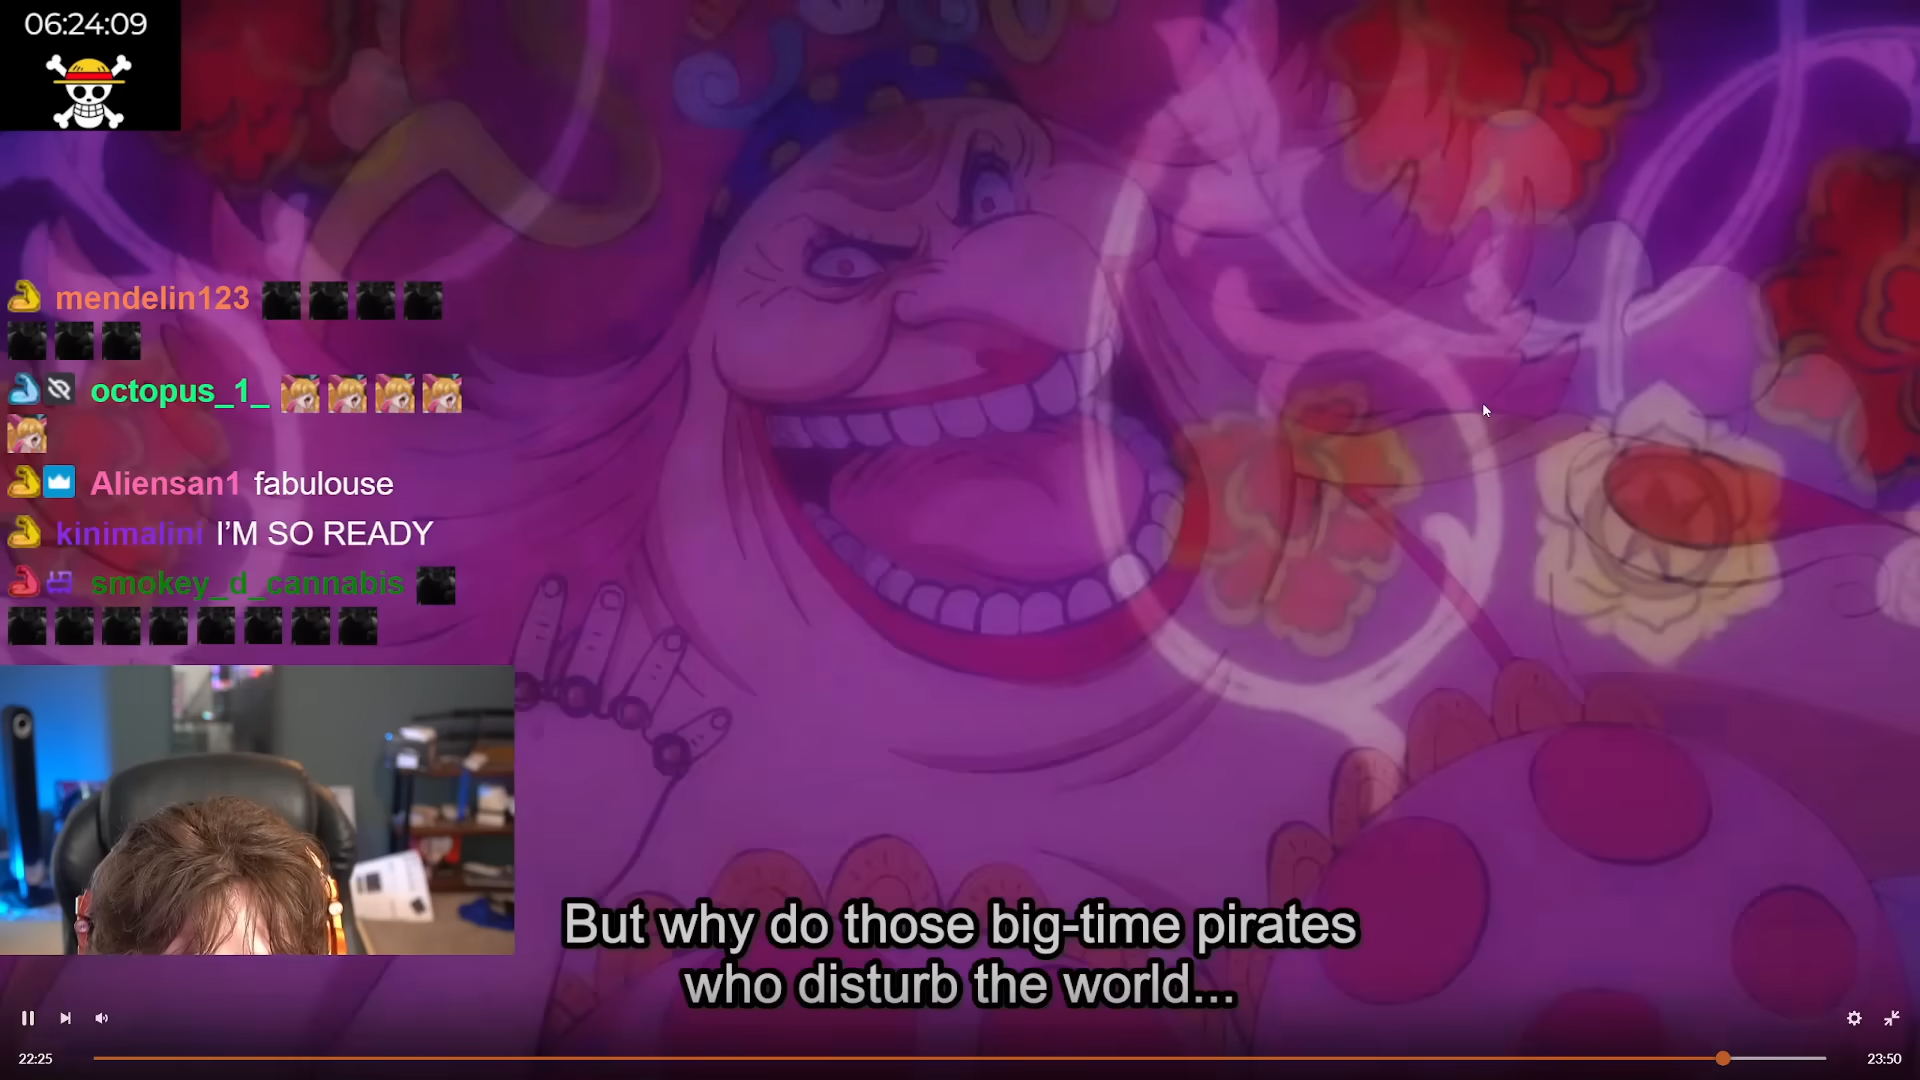 06:24:09
mendelin123
octopus_1_
Aliensan1 fabulouse
kinimalini I’M SO READY
smokey_d_cannabis
But why do those big-time pirates
who disturb the world...
22:25
23:50